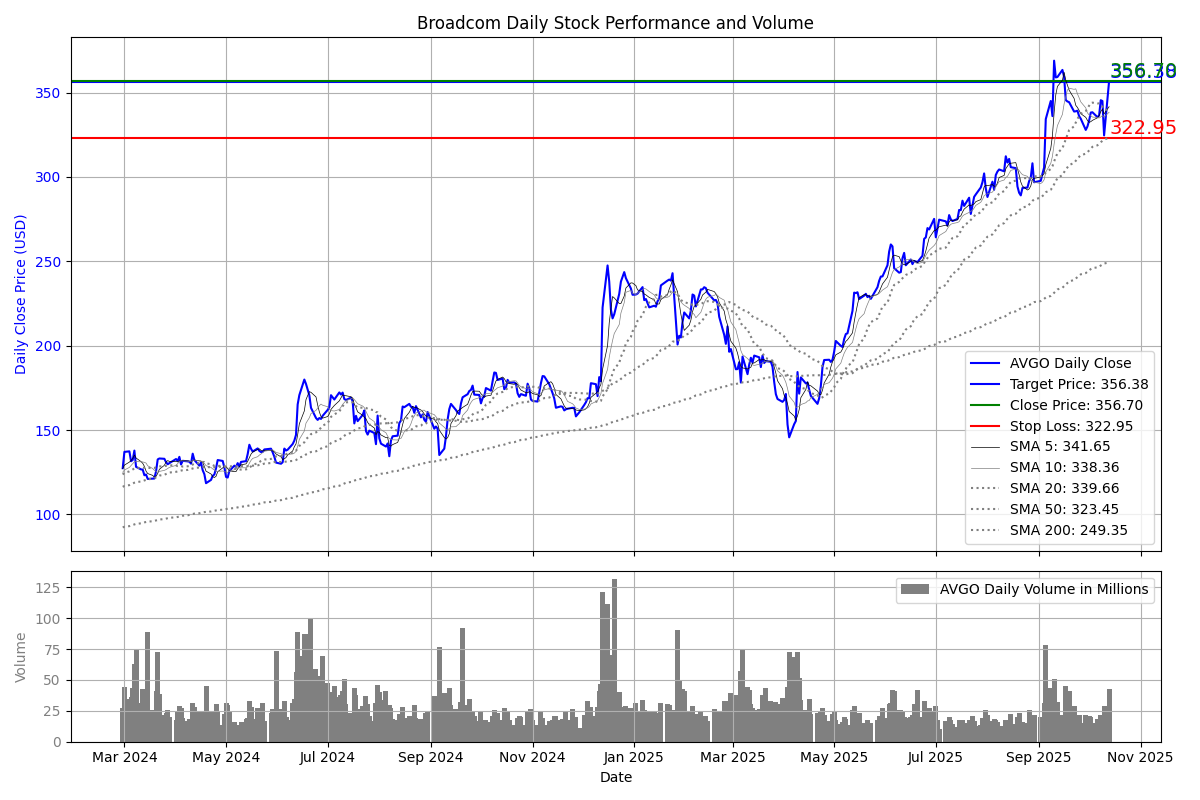 Broadcom Daily Stock Performance and Volume
Daily Close Price (USD)
350
300
250
200
150
100
356.38
356.70
322.95
AVGO Daily Close
Target Price: 356.38
Close Price: 356.70
Stop Loss: 322.95
SMA 5: 341.65
SMA 10: 338.36
SMA 20: 339.66
SMA 50: 323.45
SMA 200: 249.35
Volume
125
100
75
50
25
0
AVGO Daily Volume in Millions
Mar 2024 May 2024 Jul 2024 Sep 2024 Nov 2024 Jan 2025 Mar 2025 May 2025 Jul 2025 Sep 2025 Nov 2025
Date